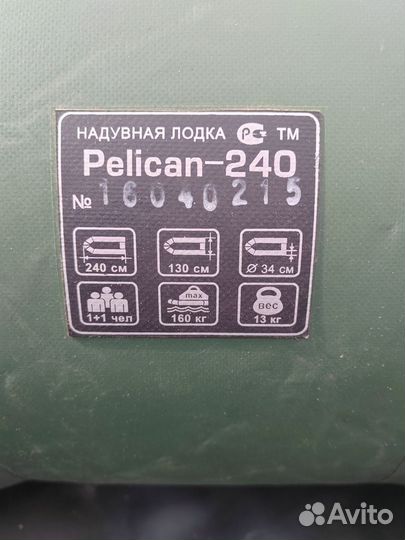 НАДУВНАЯ ЛОДКА РС ТМ
Pelican-240
№ 16040215
240 см 130 см Ø 34 см
max вес
1+1 чел 160 кг 13 кг
Avito